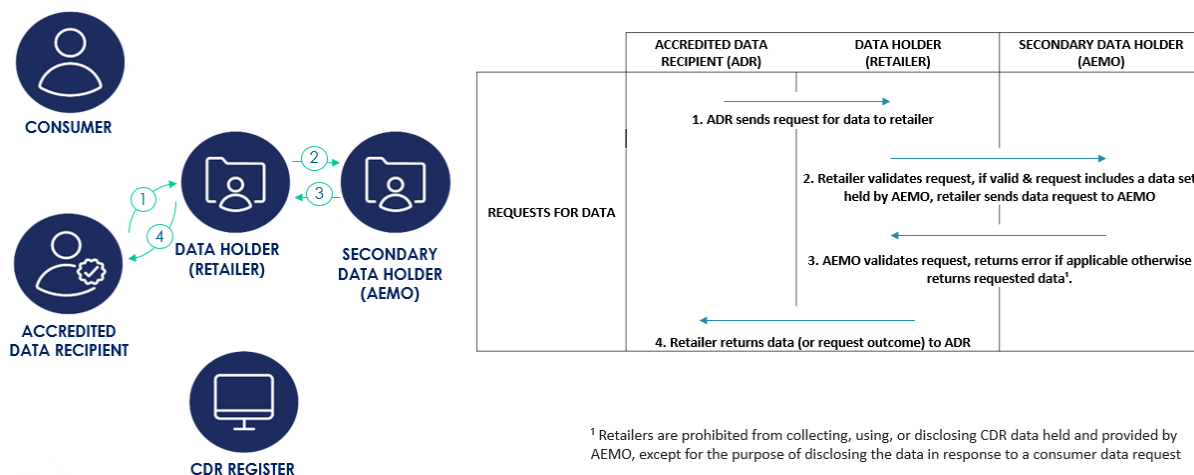 CONSUMER
1
2
3
4
DATA HOLDER
(RETAILER)
SECONDARY
DATA HOLDER
(AEMO)
ACCREDITED
DATA RECIPIENT
CDR REGISTER
ACCREDITED DATA
RECIPIENT (ADR)
DATA HOLDER
(RETAILER)
SECONDARY DATA HOLDER
(AEMO)
REQUESTS FOR DATA
1. ADR sends request for data to retailer
2. Retailer validates request, if valid & request includes a data set
held by AEMO, retailer sends data request to AEMO
3. AEMO validates request, returns error if applicable otherwise
returns requested data¹.
4. Retailer returns data (or request outcome) to ADR
¹ Retailers are prohibited from collecting, using, or disclosing CDR data held and provided by
AEMO, except for the purpose of disclosing the data in response to a consumer data request